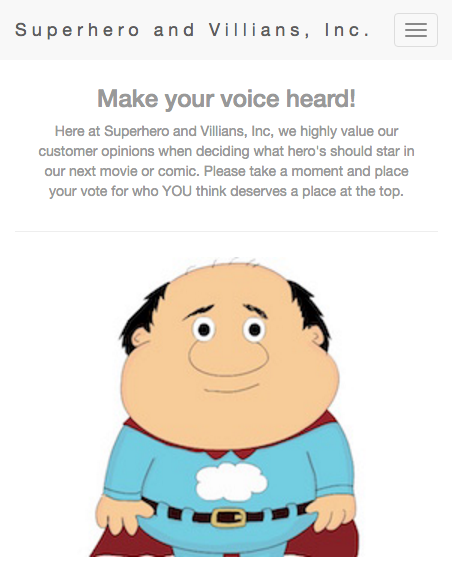 Superhero and Villians, Inc.
Make your voice heard!
Here at Superhero and Villians, Inc, we highly value our
customer opinions when deciding what hero's should star in
our next movie or comic. Please take a moment and place
your vote for who YOU think deserves a place at the top.